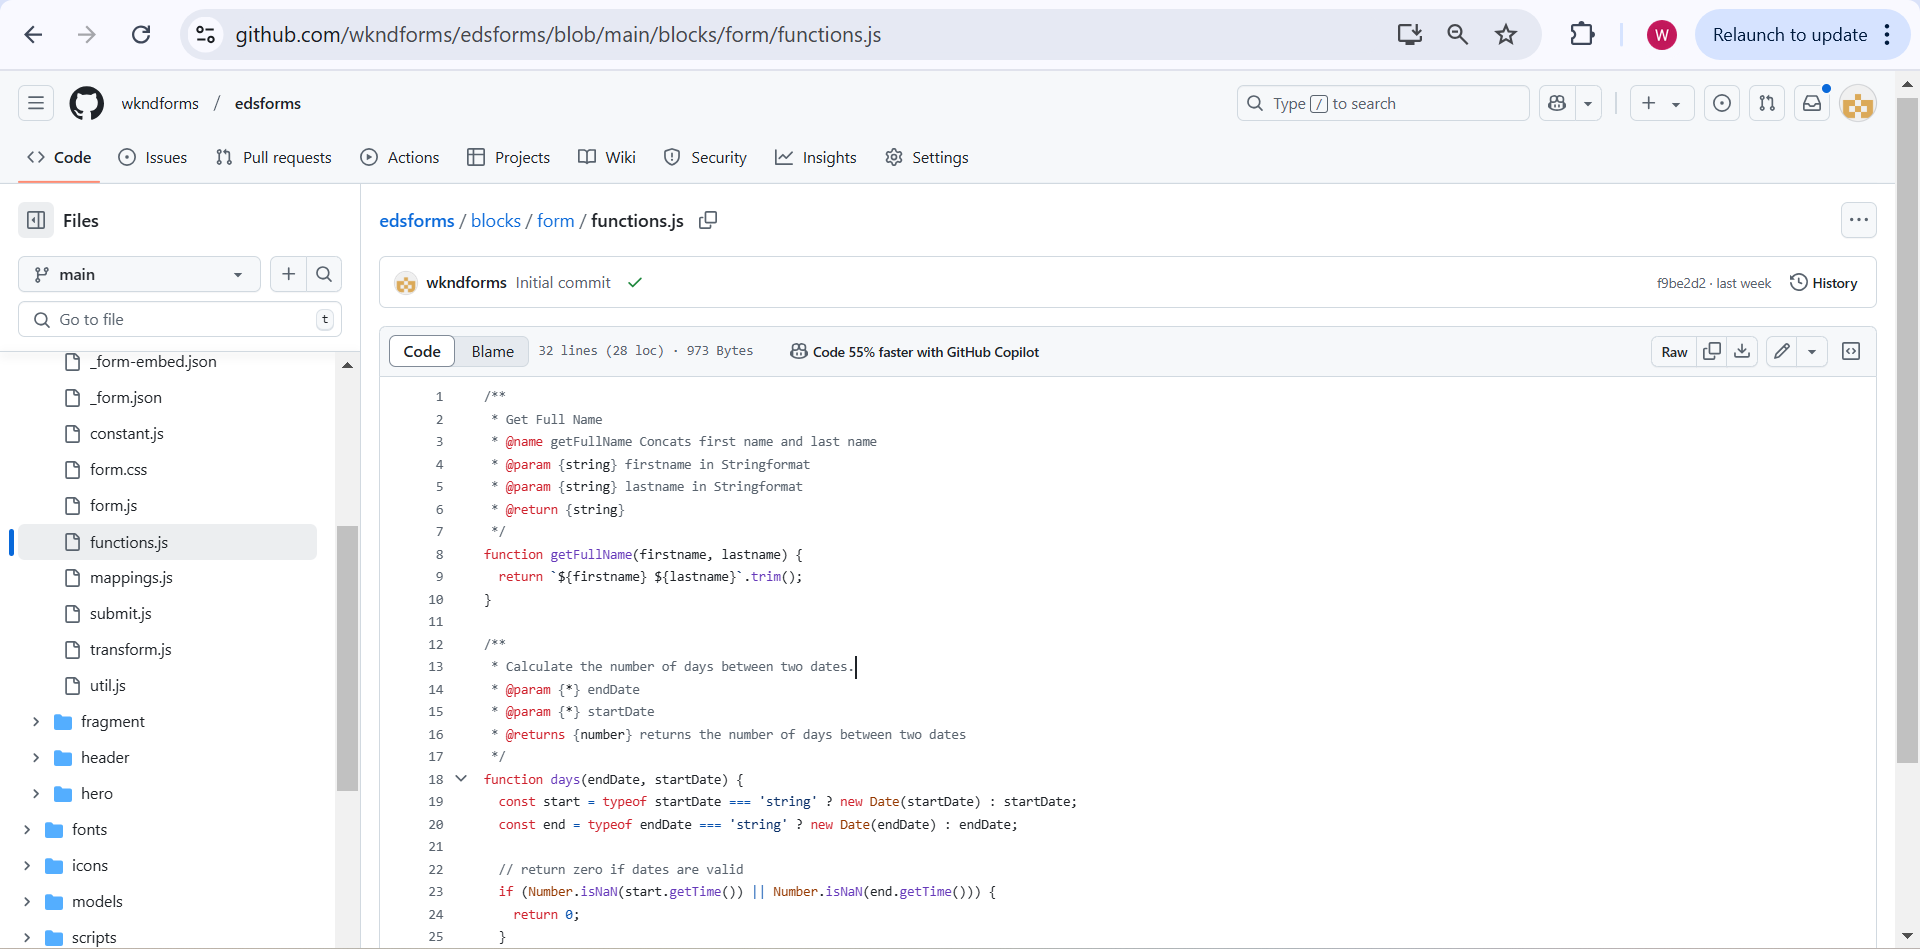 github.com/wkndforms/edsforms/blob/main/blocks/form/functions.js
W
Relaunch to update
wkndforms / edsforms
Type / to search
Code
Issues
Pull requests
Actions
Projects
Wiki
Security
Insights
Settings
Files
main
Go to file
t
_form-embed.json
_form.json
constant.js
form.css
form.js
functions.js
mappings.js
submit.js
transform.js
util.js
fragment
header
hero
fonts
icons
models
scripts
edsforms / blocks / form / functions.js
wkndforms Initial commit
f9be2d2 · last week
History
Code
Blame
32 lines (28 loc) · 973 Bytes
Code 55% faster with GitHub Copilot
Raw
1 /**
2 * Get Full Name
3 * @name getFullName Concats first name and last name
4 * @param {string} firstname in Stringformat
5 * @param {string} lastname in Stringformat
6 * @return {string}
7 */
8 function getFullName(firstname, lastname) {
9 return `${firstname} ${lastname}`.trim();
10 }
11
12 /**
13 * Calculate the number of days between two dates.
14 * @param {*} endDate
15 * @param {*} startDate
16 * @returns {number} returns the number of days between two dates
17 */
18 function days(endDate, startDate) {
19 const start = typeof startDate === 'string' ? new Date(startDate) : startDate;
20 const end = typeof endDate === 'string' ? new Date(endDate) : endDate;
21
22 // return zero if dates are valid
23 if (Number.isNaN(start.getTime()) || Number.isNaN(end.getTime())) {
24 return 0;
25 }